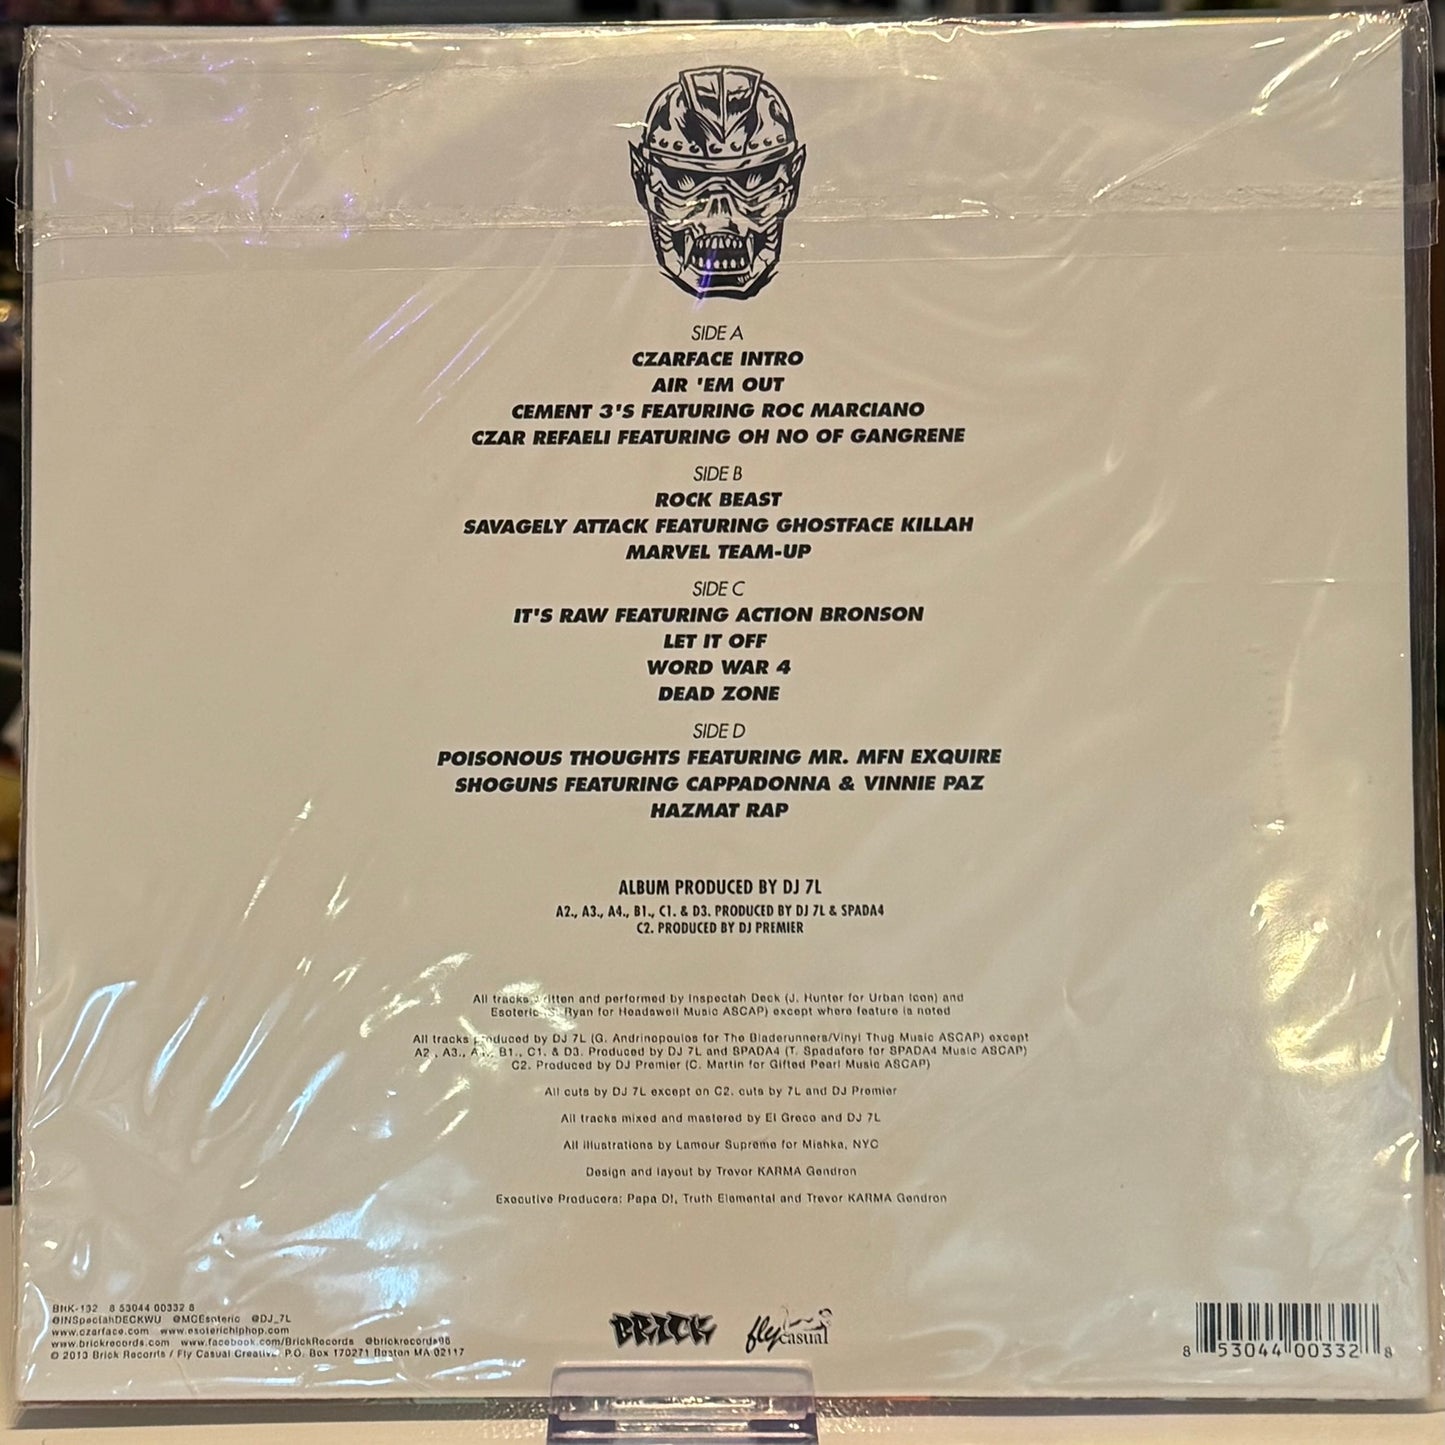 SIDE A
CZARFACE INTRO
AIR 'EM OUT
CEMENT 3'S FEATURING ROC MARCIANO
CZAR REFAELI FEATURING OH NO OF GANGRENE
SIDE B
ROCK BEAST
SAVAGELY ATTACK FEATURING GHOSTFACE KILLAH
MARVEL TEAM-UP
SIDE C
IT'S RAW FEATURING ACTION BRONSON
LET IT OFF
WORD WAR 4
DEAD ZONE
SIDE D
POISONOUS THOUGHTS FEATURING MR. MFN EXQUIRE
SHOGUNS FEATURING CAPPADONNA & VINNIE PAZ
HAZMAT RAP
ALBUM PRODUCED BY DJ 7L
A2., A3., A4., B1., C1. & D3. PRODUCED BY DJ 7L & SPADA4
C2. PRODUCED BY DJ PREMIER
All tracks written and performed by Inspectah Deck (J. Hunter for Urban Icon) and
Esoteric (S. Ryan for Headswell Music ASCAP) except where feature is noted
All tracks produced by DJ 7L (G. Andrinopoulos for The Bladerunners/Vinyl Thug Music ASCAP) except
A2., A3., A4., B1., C1. & D3. Produced by DJ 7L and SPADA4 (T. Spadafore for SPADA4 Music ASCAP)
C2. Produced by DJ Premier (C. Martin for Gifted Pearl Music ASCAP)
All cuts by DJ 7L except on C2. cuts by 7L and DJ Premier
All tracks mixed and mastered by El Greco and DJ 7L
All illustrations by Lamour Supreme for Mishka, NYC
Design and layout by Trevor KARMA Gendron
Executive Producers: Papa D!, Truth Elemental and Trevor KARMA Gendron
BRK-132 8 53044 00332 8
@INSpectahDECKWU @MCEsoteric @DJ_7L
www.czarface.com www.esoterichiphop.com
www.brickrecords.com www.facebook.com/BrickRecords @brickrecords96
© 2013 Brick Records / Fly Casual Creative P.O. Box 170271 Boston MA 02117
BRICK
fly casual
8 53044 00332 8